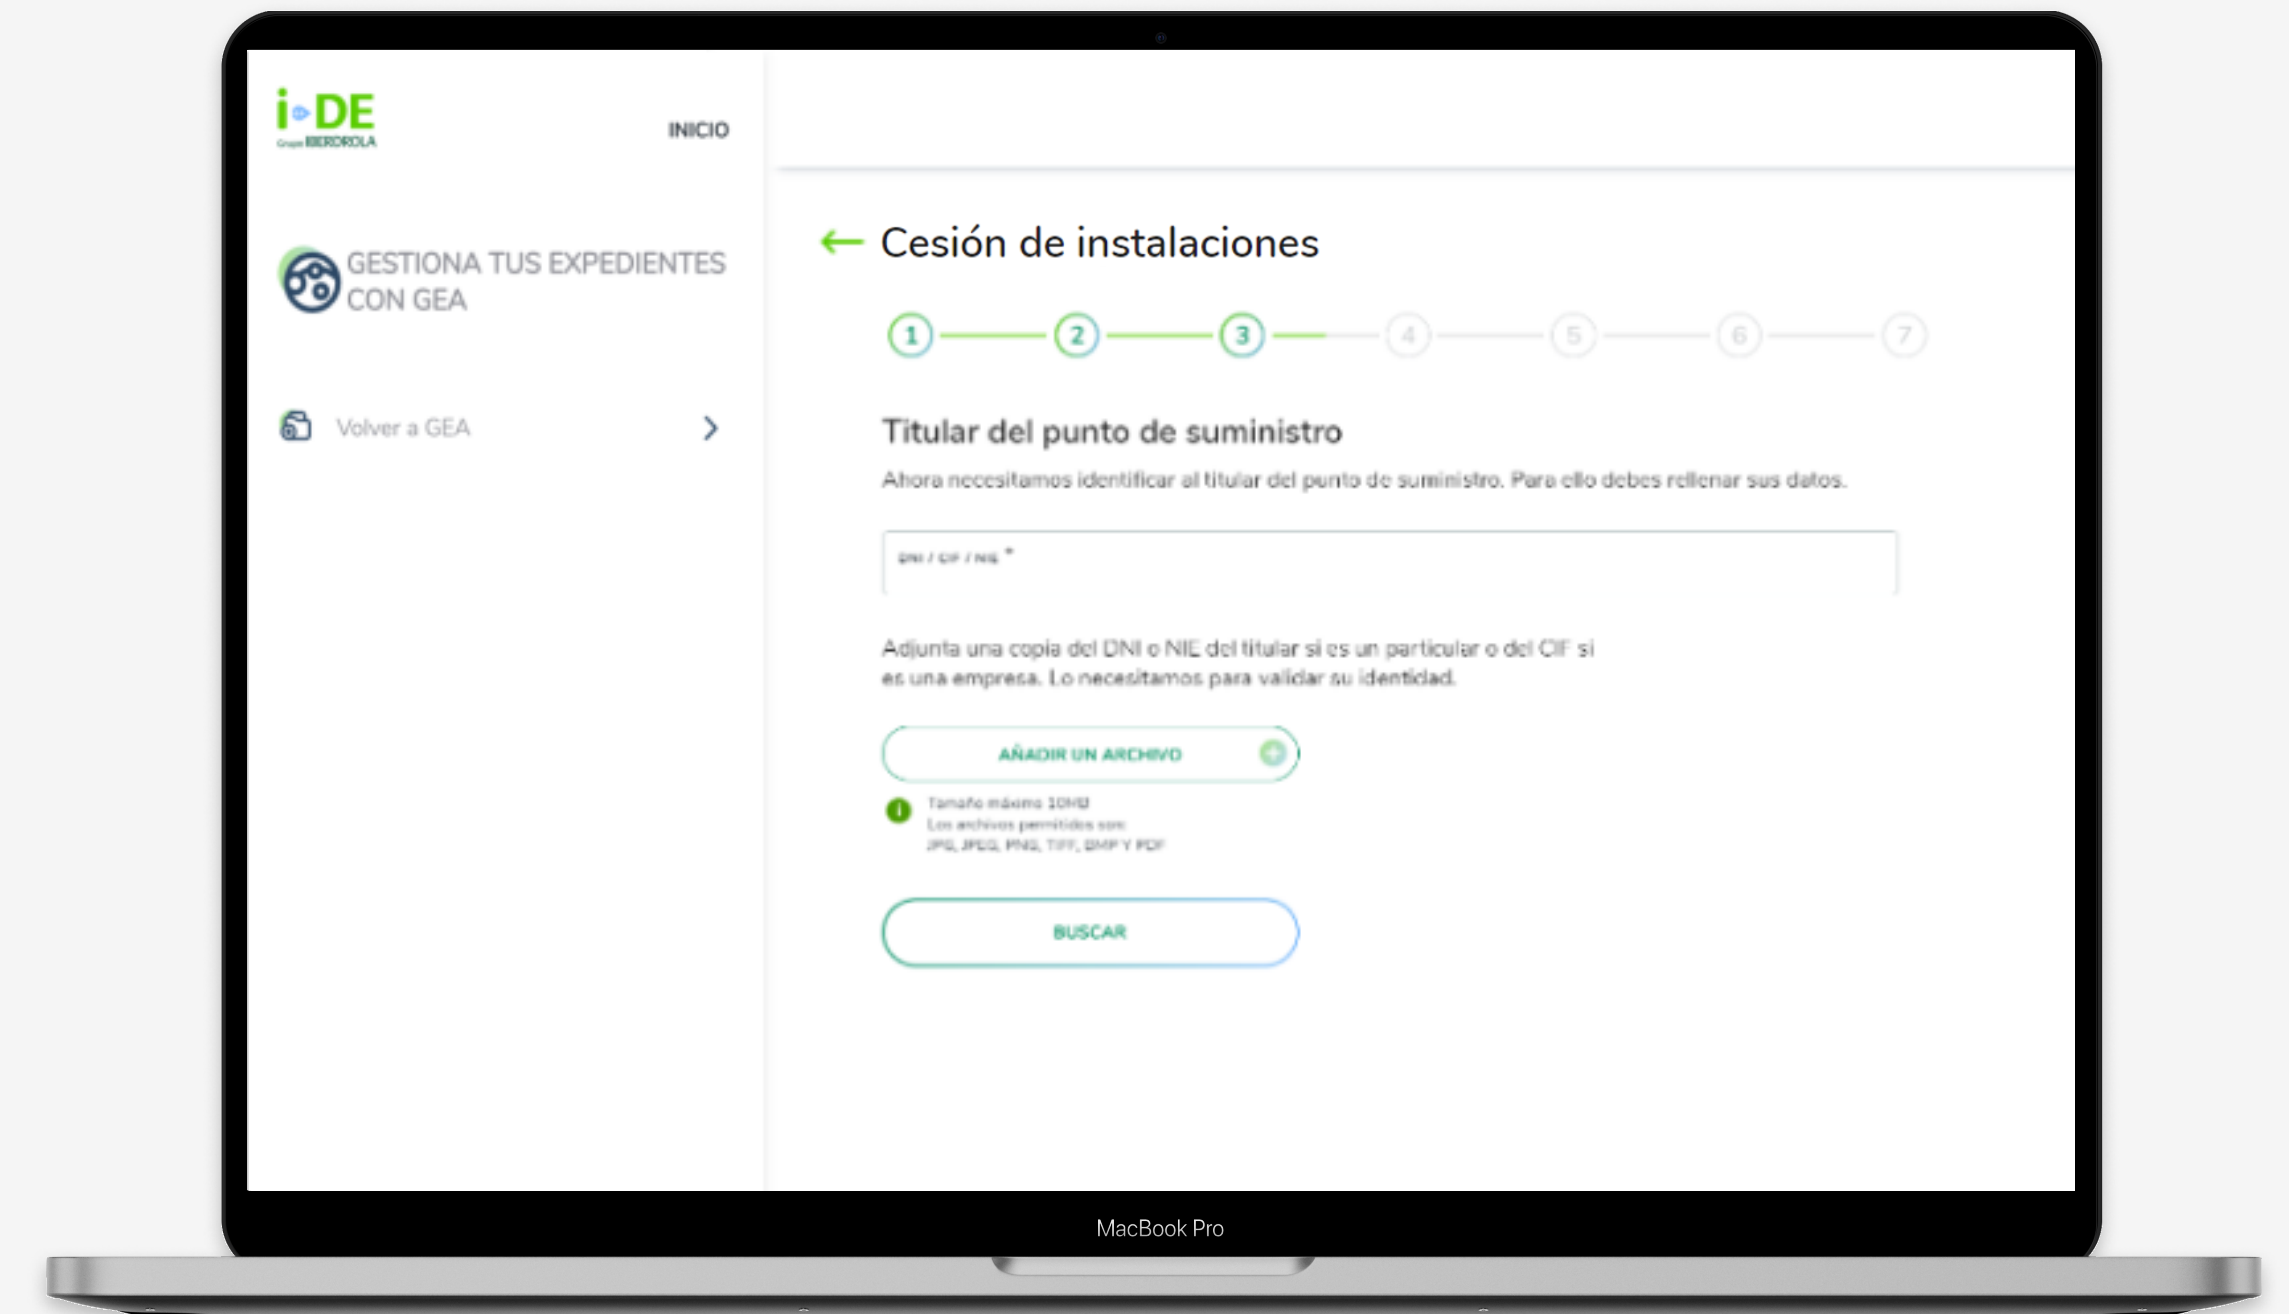 i-DE
Grupo IBERDROLA
INICIO
GESTIONA TUS EXPEDIENTES
CON GEA
Volver a GEA
Cesión de instalaciones
1 2 3 4 5 6 7
Titular del punto de suministro
Ahora necesitamos identificar al titular del punto de suministro. Para ello debes rellenar sus datos.
DNI / CIF / NIE *
Adjunta una copia del DNI o NIE del titular si es un particular o del CIF si
es una empresa. Lo necesitamos para validar su identidad.
AÑADIR UN ARCHIVO
Tamaño máximo 10MB
Los archivos permitidos son:
JPG, JPEG, PNG, TIFF, BMP Y PDF
BUSCAR
MacBook Pro